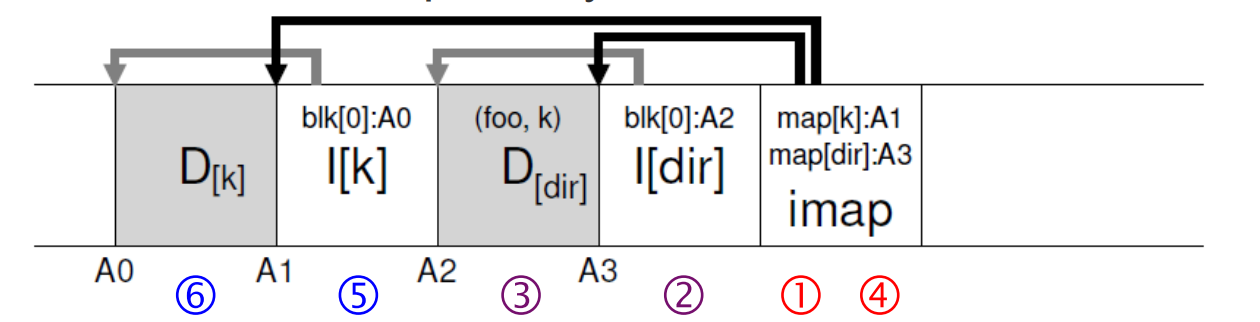 blk[0]:A0 (foo, k) blk[0]:A2 map[k]:A1
map[dir]:A3
D[k] I[k] D[dir] I[dir] imap
A0 A1 A2 A3
⑥ ⑤ ③ ② ① ④